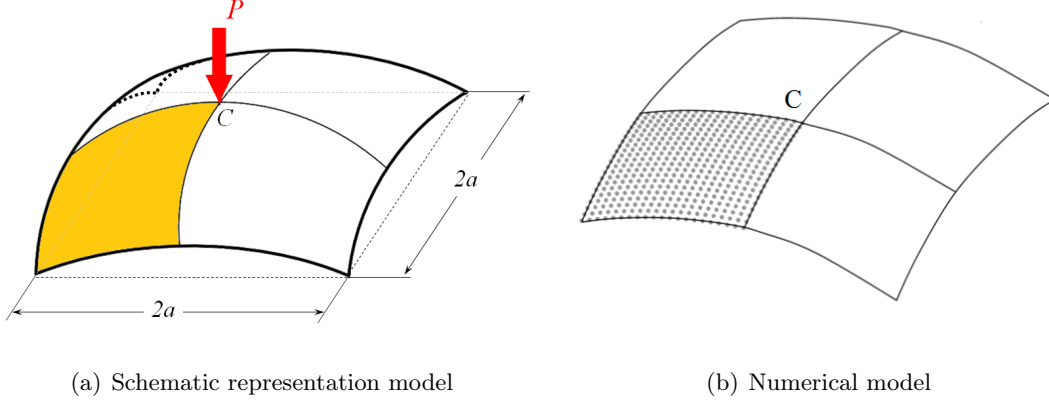 P
C
2a
2a
C
(a) Schematic representation model
(b) Numerical model